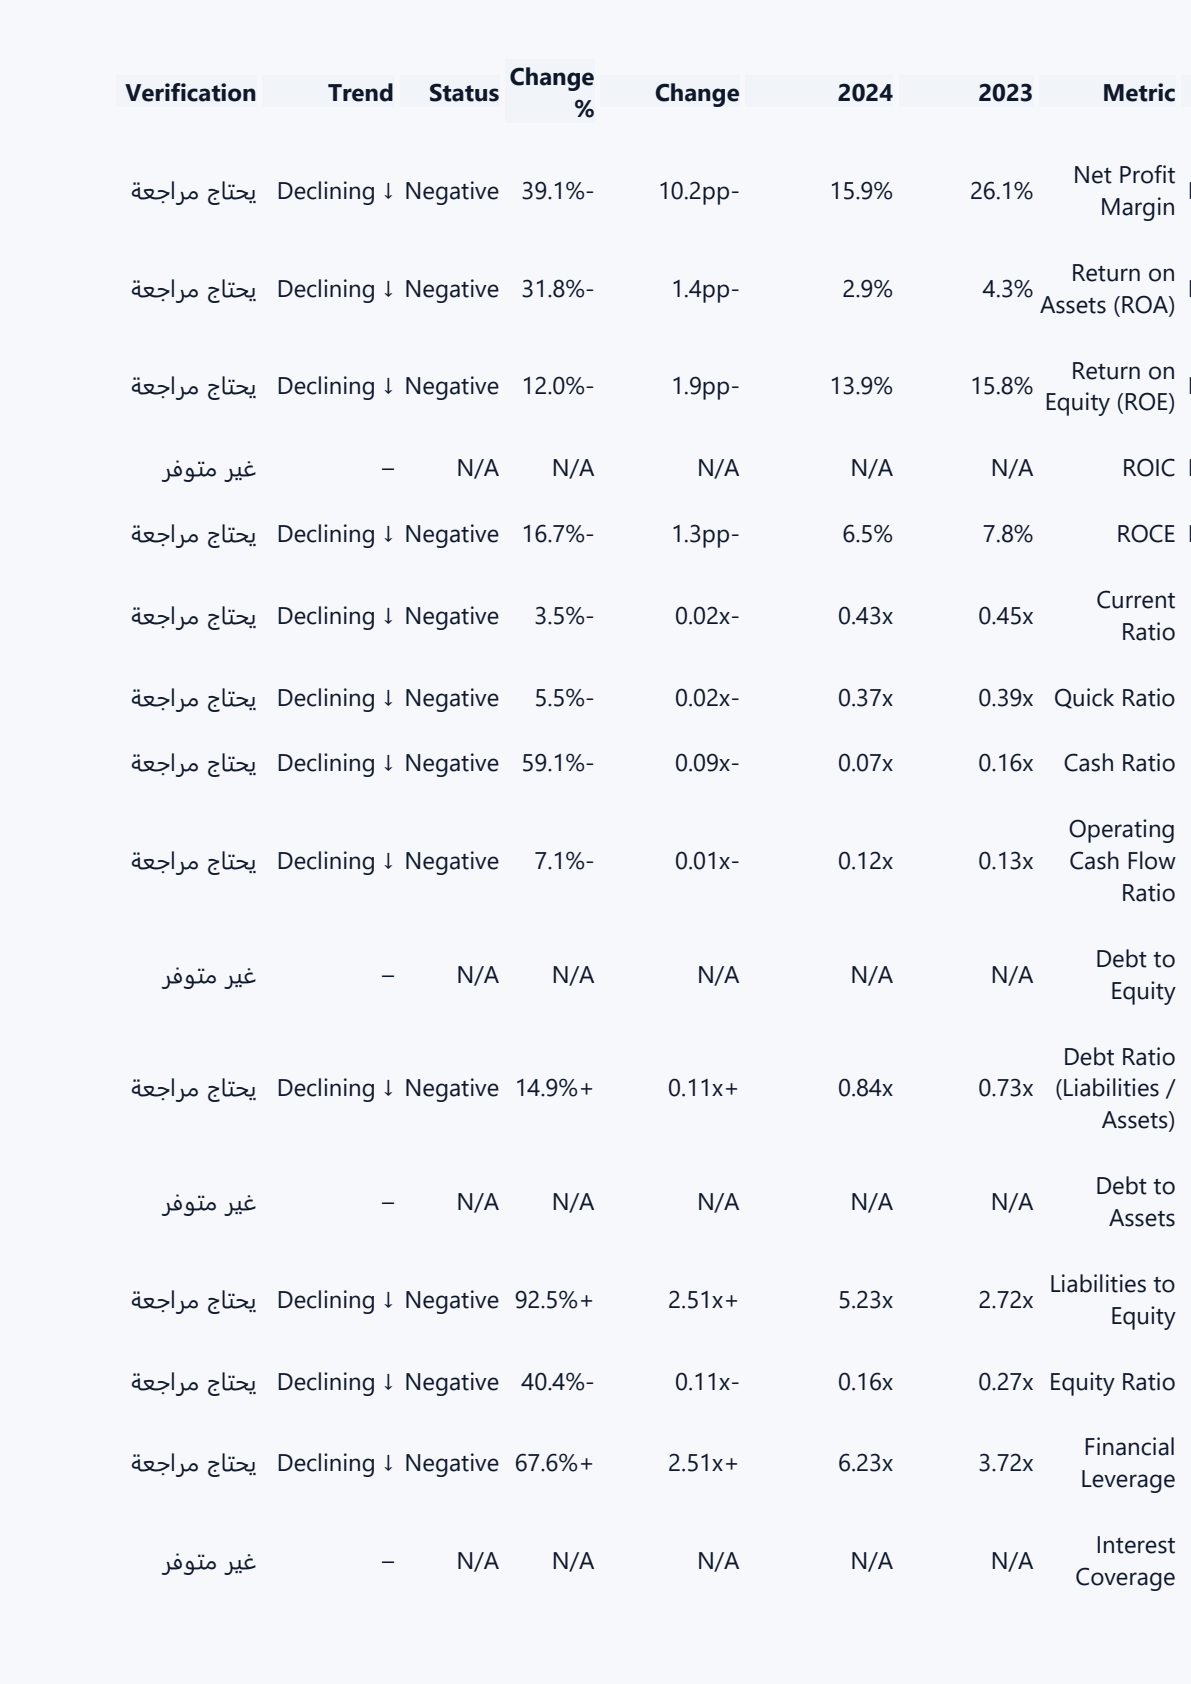 Metric 2023 2024 Change Change % Status Trend Verification
Net Profit Margin 26.1% 15.9% 10.2pp- 39.1%- Negative Declining ↓ يحتاج مراجعة
Return on Assets (ROA) 4.3% 2.9% 1.4pp- 31.8%- Negative Declining ↓ يحتاج مراجعة
Return on Equity (ROE) 15.8% 13.9% 1.9pp- 12.0%- Negative Declining ↓ يحتاج مراجعة
ROIC N/A N/A N/A N/A N/A – غير متوفر
ROCE 7.8% 6.5% 1.3pp- 16.7%- Negative Declining ↓ يحتاج مراجعة
Current Ratio 0.45x 0.43x 0.02x- 3.5%- Negative Declining ↓ يحتاج مراجعة
Quick Ratio 0.39x 0.37x 0.02x- 5.5%- Negative Declining ↓ يحتاج مراجعة
Cash Ratio 0.16x 0.07x 0.09x- 59.1%- Negative Declining ↓ يحتاج مراجعة
Operating Cash Flow Ratio 0.13x 0.12x 0.01x- 7.1%- Negative Declining ↓ يحتاج مراجعة
Debt to Equity N/A N/A N/A N/A N/A – غير متوفر
Debt Ratio (Liabilities / Assets) 0.73x 0.84x 0.11x+ 14.9%+ Negative Declining ↓ يحتاج مراجعة
Debt to Assets N/A N/A N/A N/A N/A – غير متوفر
Liabilities to Equity 2.72x 5.23x 2.51x+ 92.5%+ Negative Declining ↓ يحتاج مراجعة
Equity Ratio 0.27x 0.16x 0.11x- 40.4%- Negative Declining ↓ يحتاج مراجعة
Financial Leverage 3.72x 6.23x 2.51x+ 67.6%+ Negative Declining ↓ يحتاج مراجعة
Interest Coverage N/A N/A N/A N/A N/A – غير متوفر